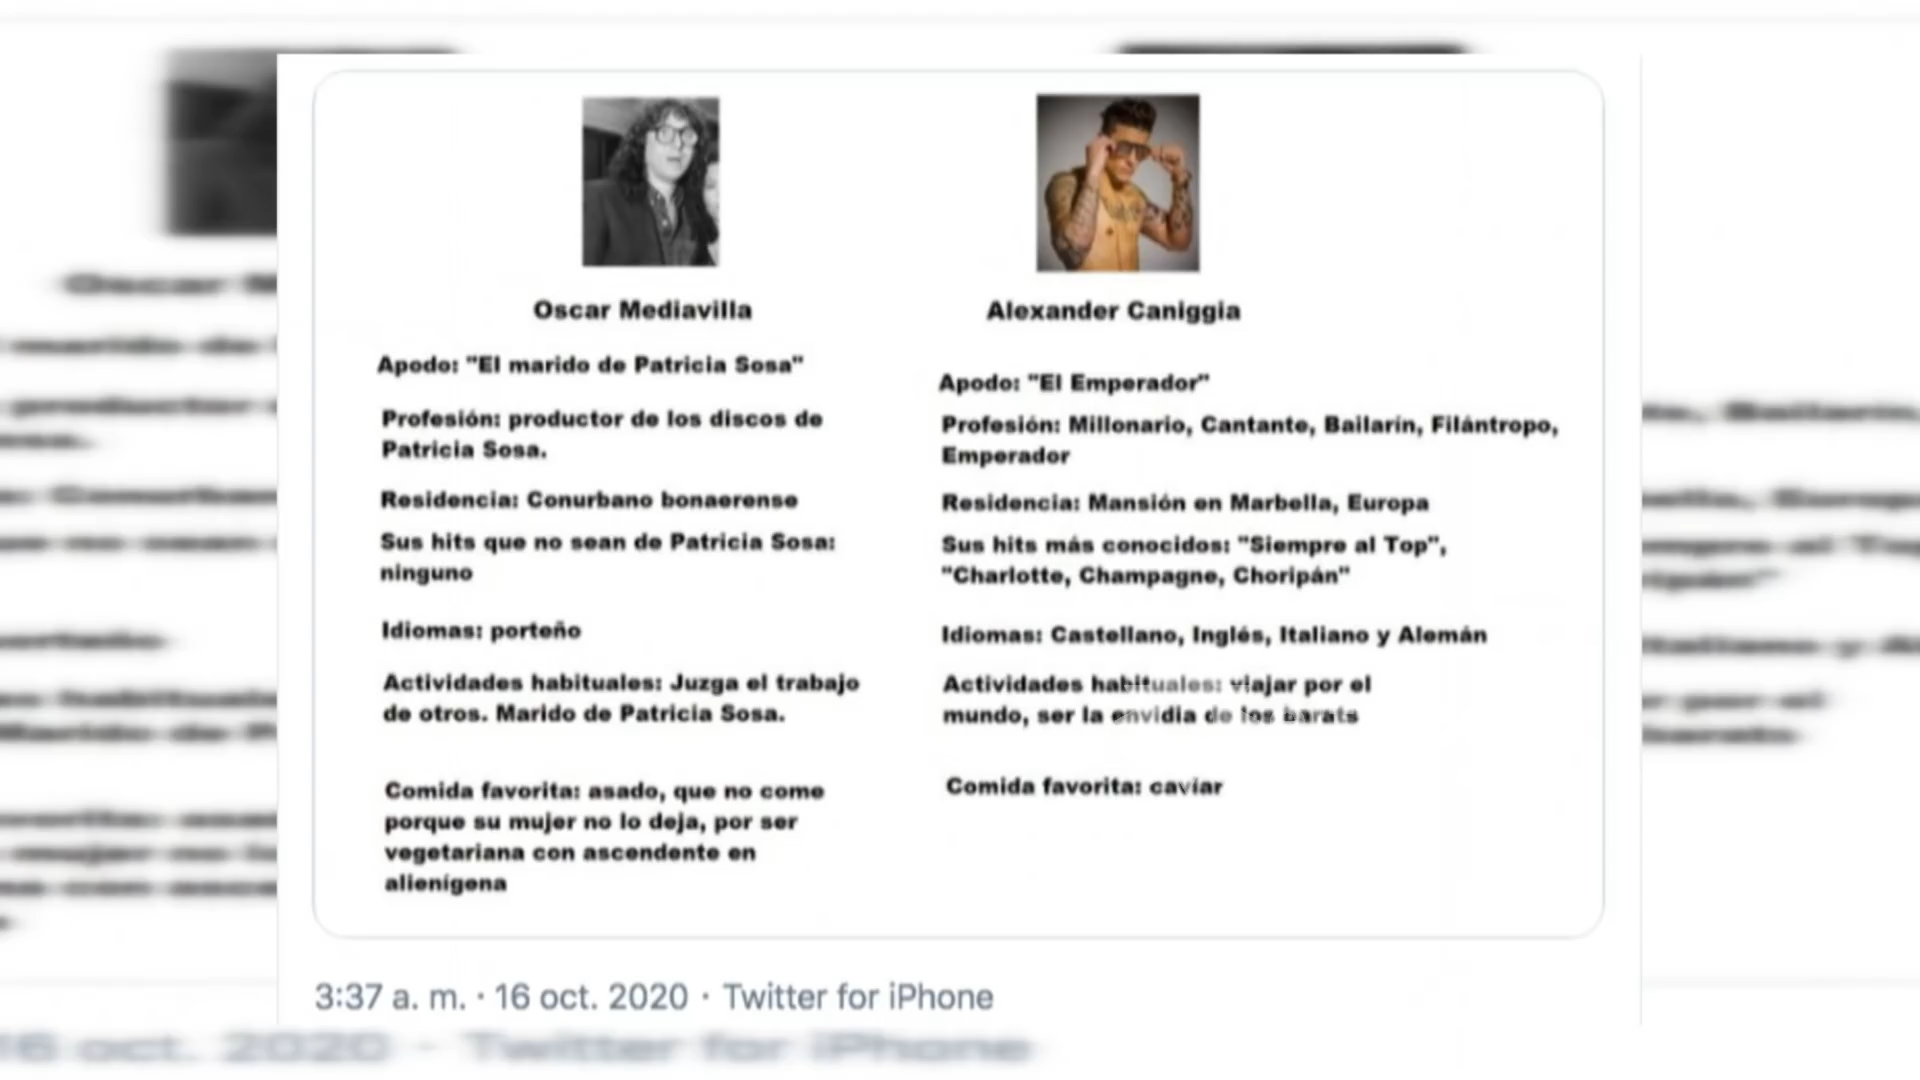 Oscar Mediavilla
Apodo: "El marido de Patricia Sosa"
Profesión: productor de los discos de
Patricia Sosa.
Residencia: Conurbano bonaerense
Sus hits que no sean de Patricia Sosa:
ninguno
Idiomas: porteño
Actividades habituales: Juzga el trabajo
de otros. Marido de Patricia Sosa.
Comida favorita: asado, que no come
porque su mujer no lo deja, por ser
vegetariana con ascendente en
alienígena
Alexander Caniggia
Apodo: "El Emperador"
Profesión: Millonario, Cantante, Bailarín, Filántropo,
Emperador
Residencia: Mansión en Marbella, Europa
Sus hits más conocidos: "Siempre al Top",
"Charlotte, Champagne, Choripán"
Idiomas: Castellano, Inglés, Italiano y Alemán
Actividades habituales: viajar por el
mundo, ser la envidia de los barats
Comida favorita: caviar
3:37 a. m. · 16 oct. 2020 · Twitter for iPhone
16 oct. 2020 · Twitter for iPhone